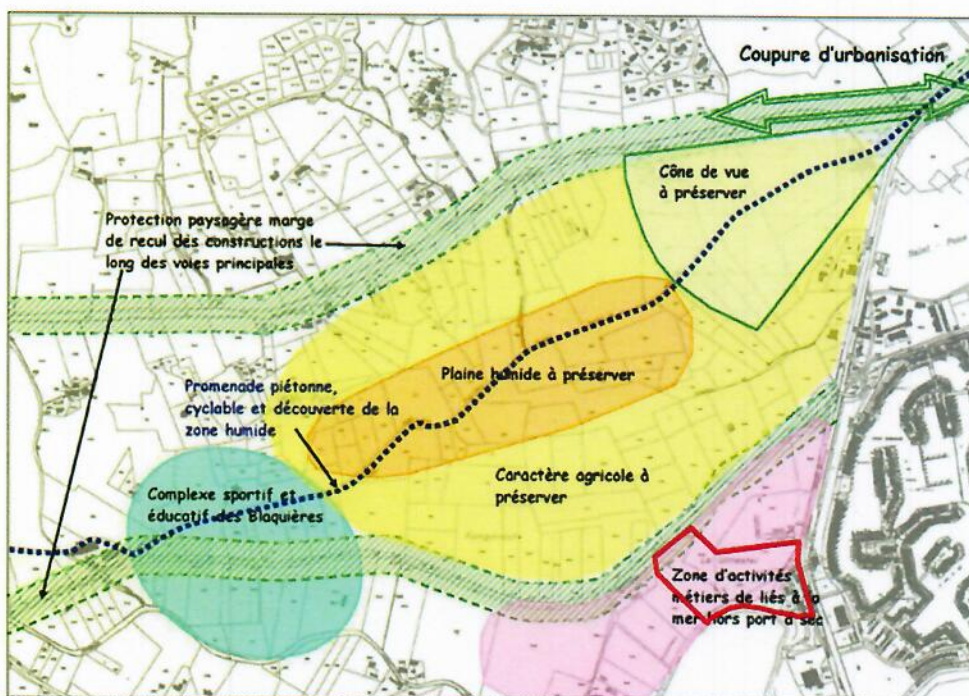 Coupure d'urbanisation
Cône de vue
à préserver
Protection paysagère marge
de recul des constructions le
long des voies principales
Promenade piétonne,
cyclable et découverte de la
zone humide
Plaine humide à préserver
Complexe sportif et
éducatif des Blaquières
Caractère agricole à
préserver
Zone d'activités
métiers de liés à la
mer hors port à sec